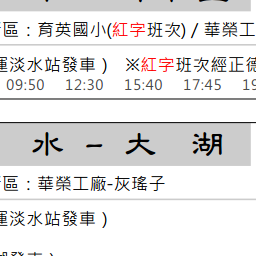 區：育英國小(紅字班次) / 華榮工
運淡水站發車） ※紅字班次經正德
09:50 12:30 15:40 17:45 19
水 – 大 湖
區：華榮工廠-灰瑤子
運淡水站發車）